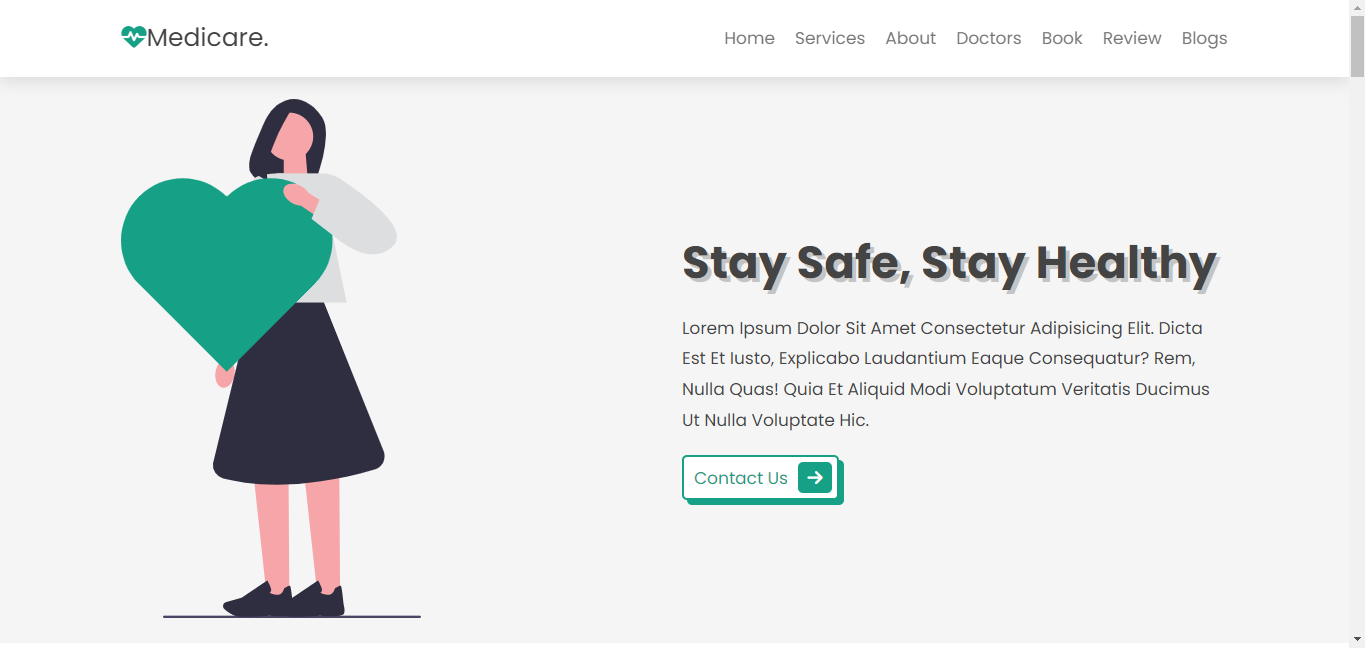 Medicare.
Home Services About Doctors Book Review Blogs
Stay Safe, Stay Healthy
Lorem Ipsum Dolor Sit Amet Consectetur Adipisicing Elit. Dicta
Est Et Iusto, Explicabo Laudantium Eaque Consequatur? Rem,
Nulla Quas! Quia Et Aliquid Modi Voluptatum Veritatis Ducimus
Ut Nulla Voluptate Hic.
Contact Us